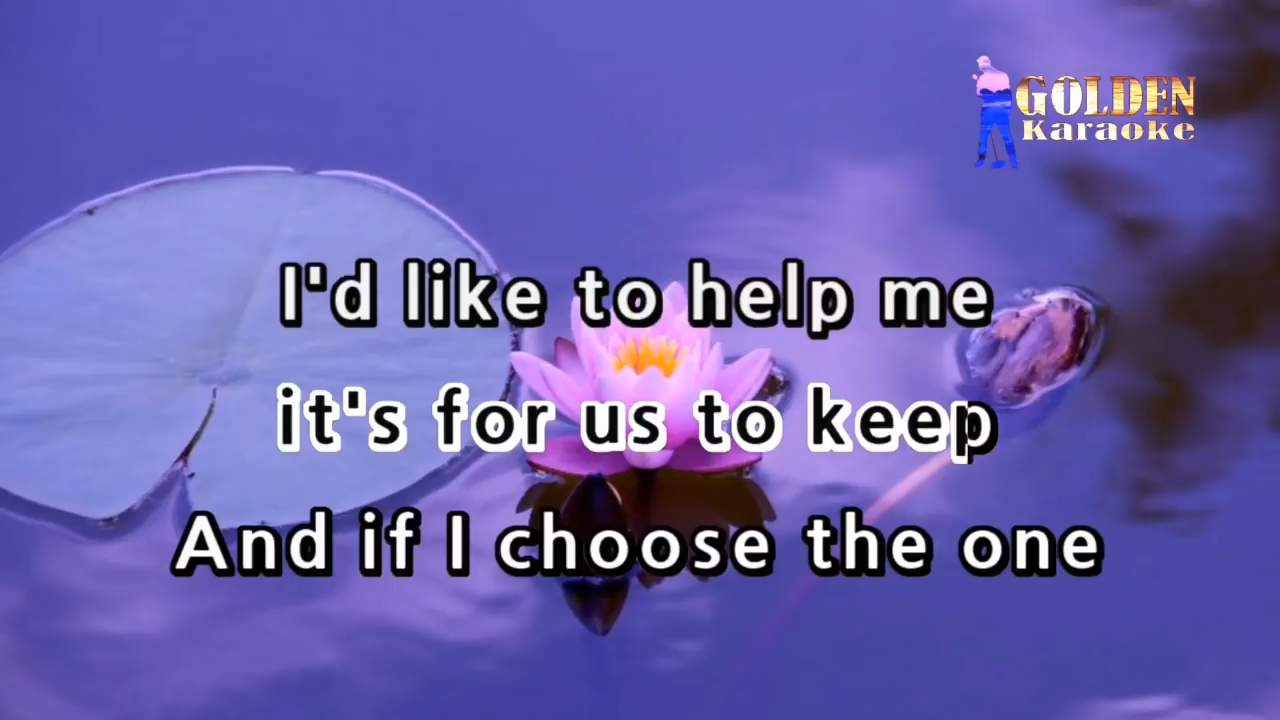 GOLDEN
Karaoke
I'd like to help me
it's for us to keep
And if I choose the one